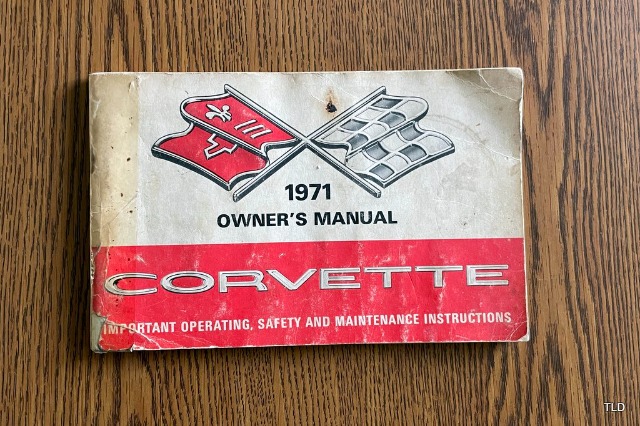 1971
OWNER'S MANUAL
CORVETTE
IMPORTANT OPERATING, SAFETY AND MAINTENANCE INSTRUCTIONS
TLD